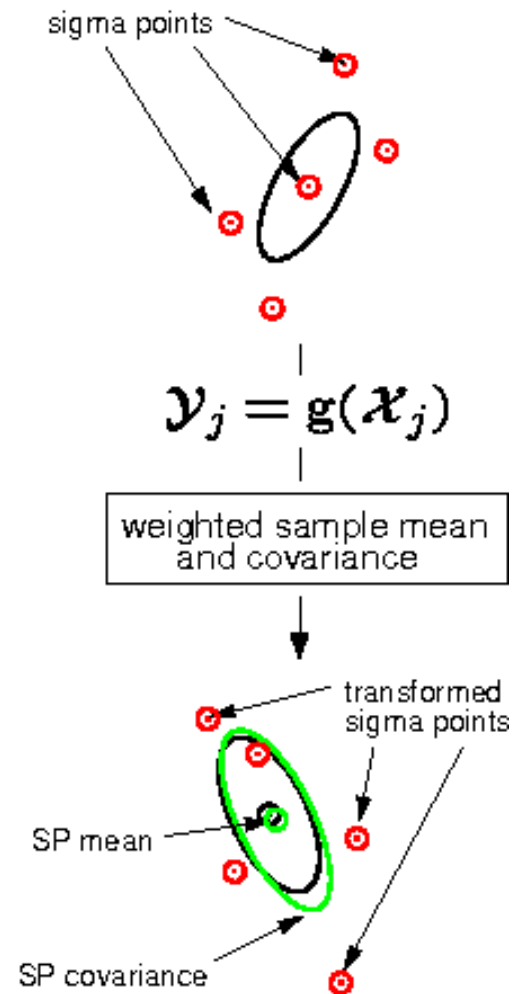 sigma points
𝒴ⱼ = g(𝒳ⱼ)
weighted sample mean
and covariance
transformed
sigma points
SP mean
SP covariance